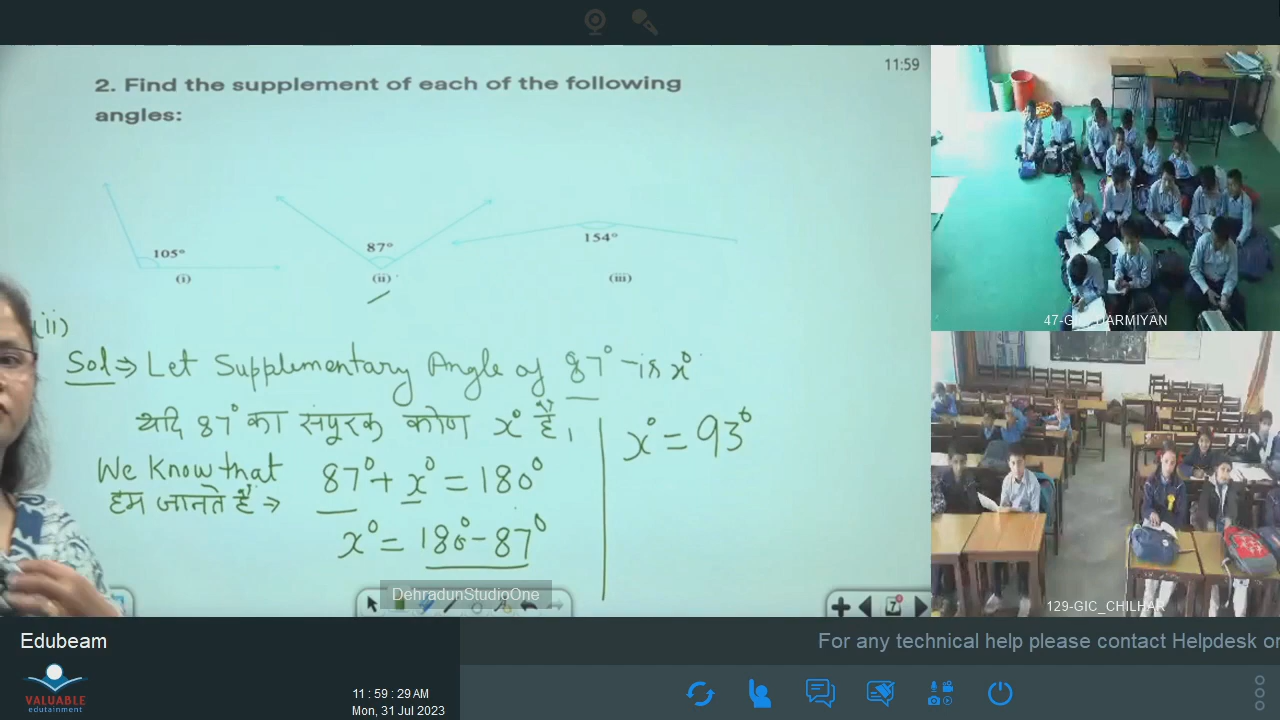 11:59
2. Find the supplement of each of the following
angles:
105°
(i)
87°
(ii)
154°
(iii)
(ii)
Sol ⇒ Let Supplementary Angle of 87° is x°
यदि 87° का संपूरक कोण x° है।
We Know that
हम जानते हैं ⇒
87° + x° = 180°
x° = 180° - 87°
x° = 93°
DehradunStudioOne
7
129-GIC_CHILHAR
Edubeam
For any technical help please contact Helpdesk
VALUABLE
edutainment
11 : 59 : 29 AM
Mon, 31 Jul 2023